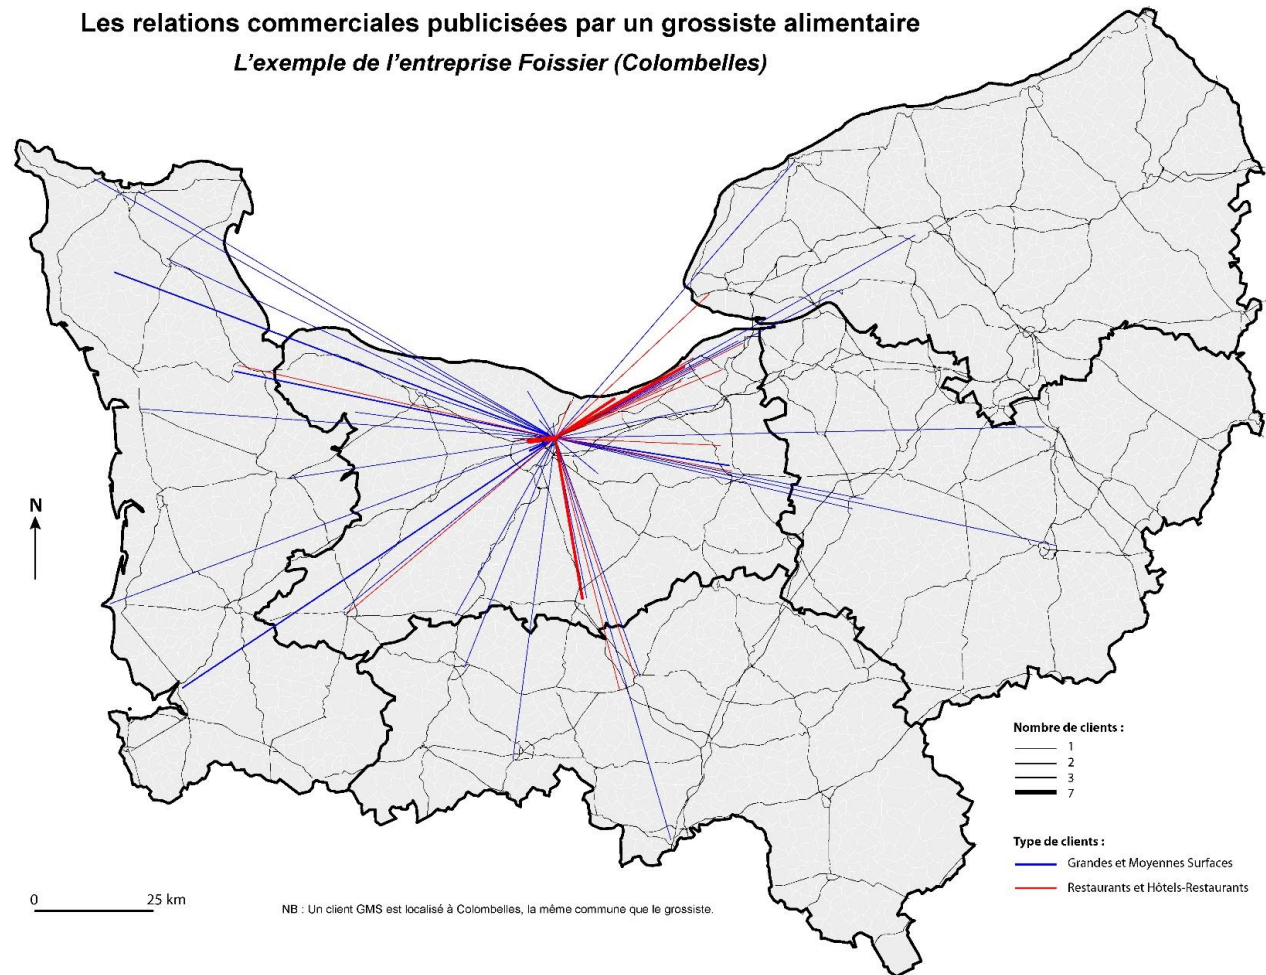 Les relations commerciales publicisées par un grossiste alimentaire
L'exemple de l'entreprise Foissier (Colombelles)
N
Nombre de clients :
1
2
3
7
Type de clients :
Grandes et Moyennes Surfaces
Restaurants et Hôtels-Restaurants
0 25 km
NB : Un client GMS est localisé à Colombelles, la même commune que le grossiste.